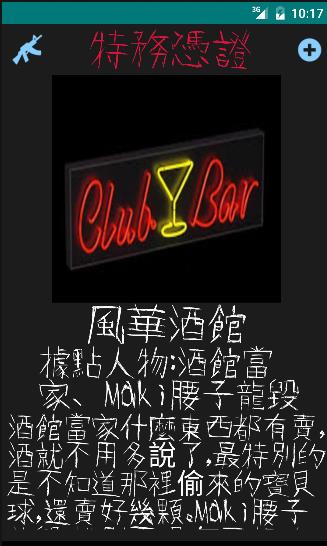 3G 10:17
特務憑證
Club Bar
風華酒館
據點人物:酒館當
家、Maki腰子龍毀
酒館當家什麼東西都有賣,
酒就不用多說了,最特別的
是不知道那裡偷來的寶貝
球,還賣好幾顆。Maki腰子